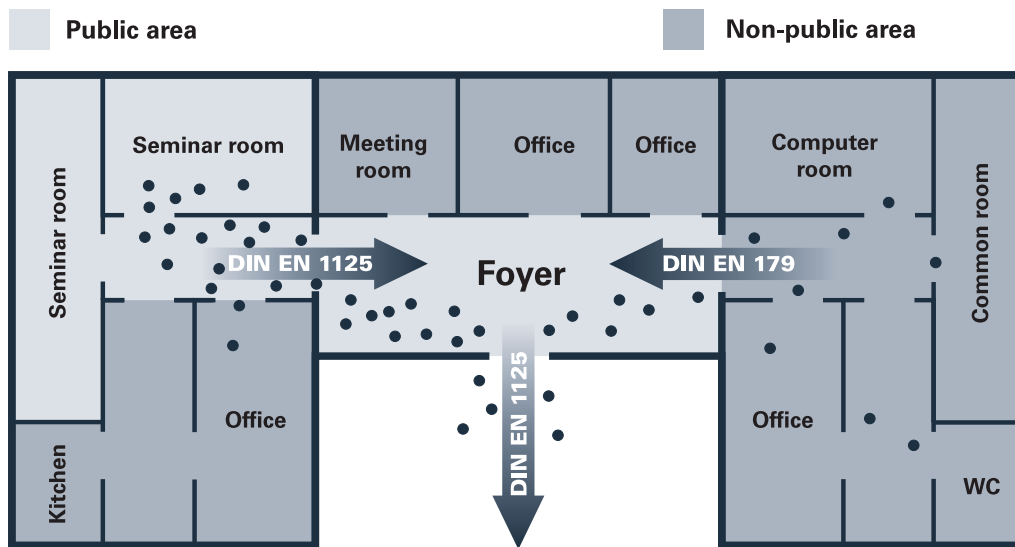 Public area
Non-public area
Seminar room
Seminar room
Meeting
room
Office
Office
Computer
room
Common room
DIN EN 1125
Foyer
DIN EN 179
DIN EN 1125
Office
Office
Kitchen
WC